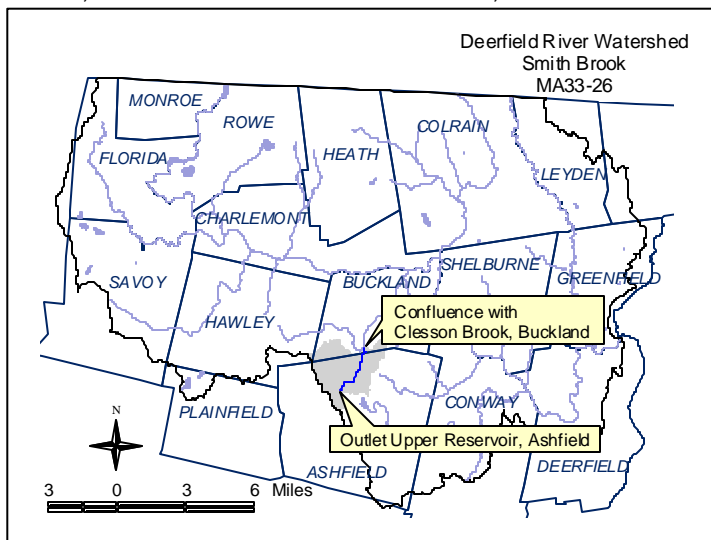 Deerfield River Watershed
Smith Brook
MA33-26
MONROE
ROWE
COLRAIN
FLORIDA
HEATH
LEYDEN
CHARLEMONT
SHELBURNE
GREENFIELD
SAVOY
BUCKLAND
HAWLEY
Confluence with
Clesson Brook, Buckland
PLAINFIELD
CONWAY
Outlet Upper Reservoir, Ashfield
ASHFIELD
DEERFIELD
N
3 0 3 6 Miles